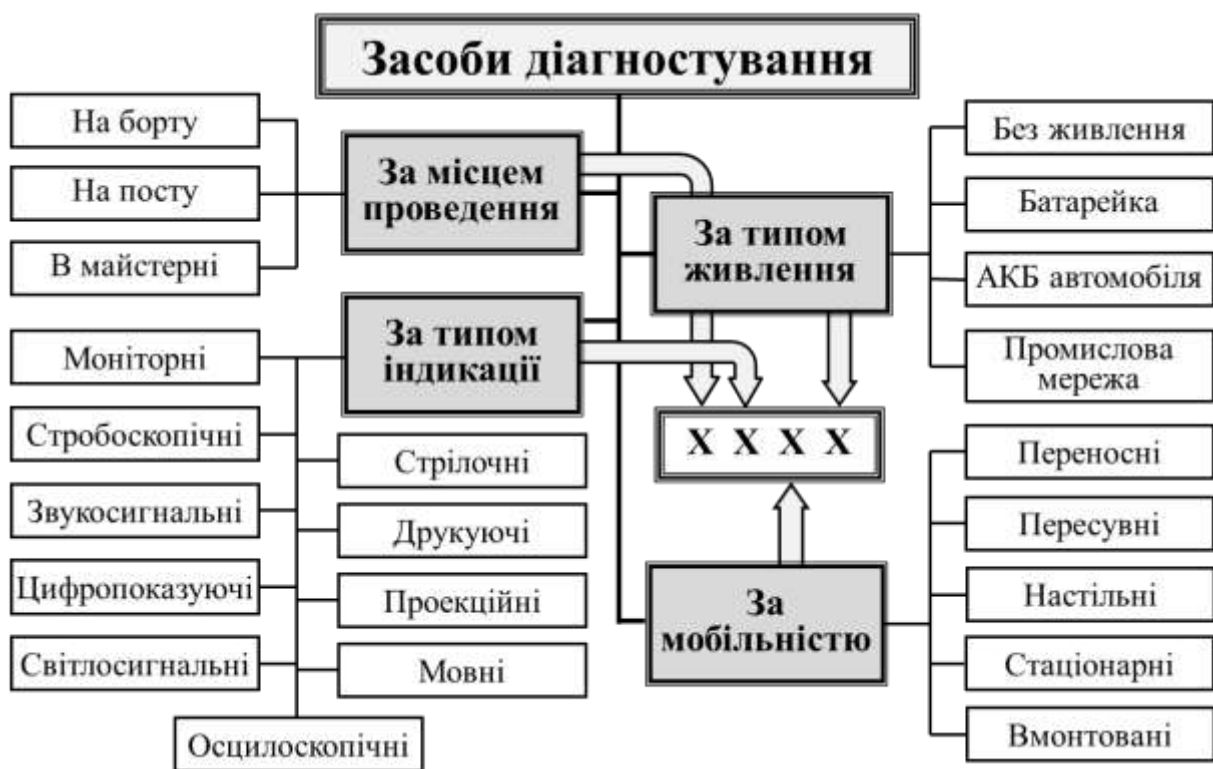 Засоби діагностування
На борту
На посту
В майстерні
За місцем
проведення
За типом
живлення
Без живлення
Батарейка
АКБ автомобіля
Промислова
мережа
За типом
індикації
Моніторні
Стробоскопічні
Звукосигнальні
Цифропоказуючі
Світлосигнальні
Осцилоскопічні
Стрілочні
Друкуючі
Проекційні
Мовні
Х Х Х Х
За
мобільністю
Переносні
Пересувні
Настільні
Стаціонарні
Вмонтовані